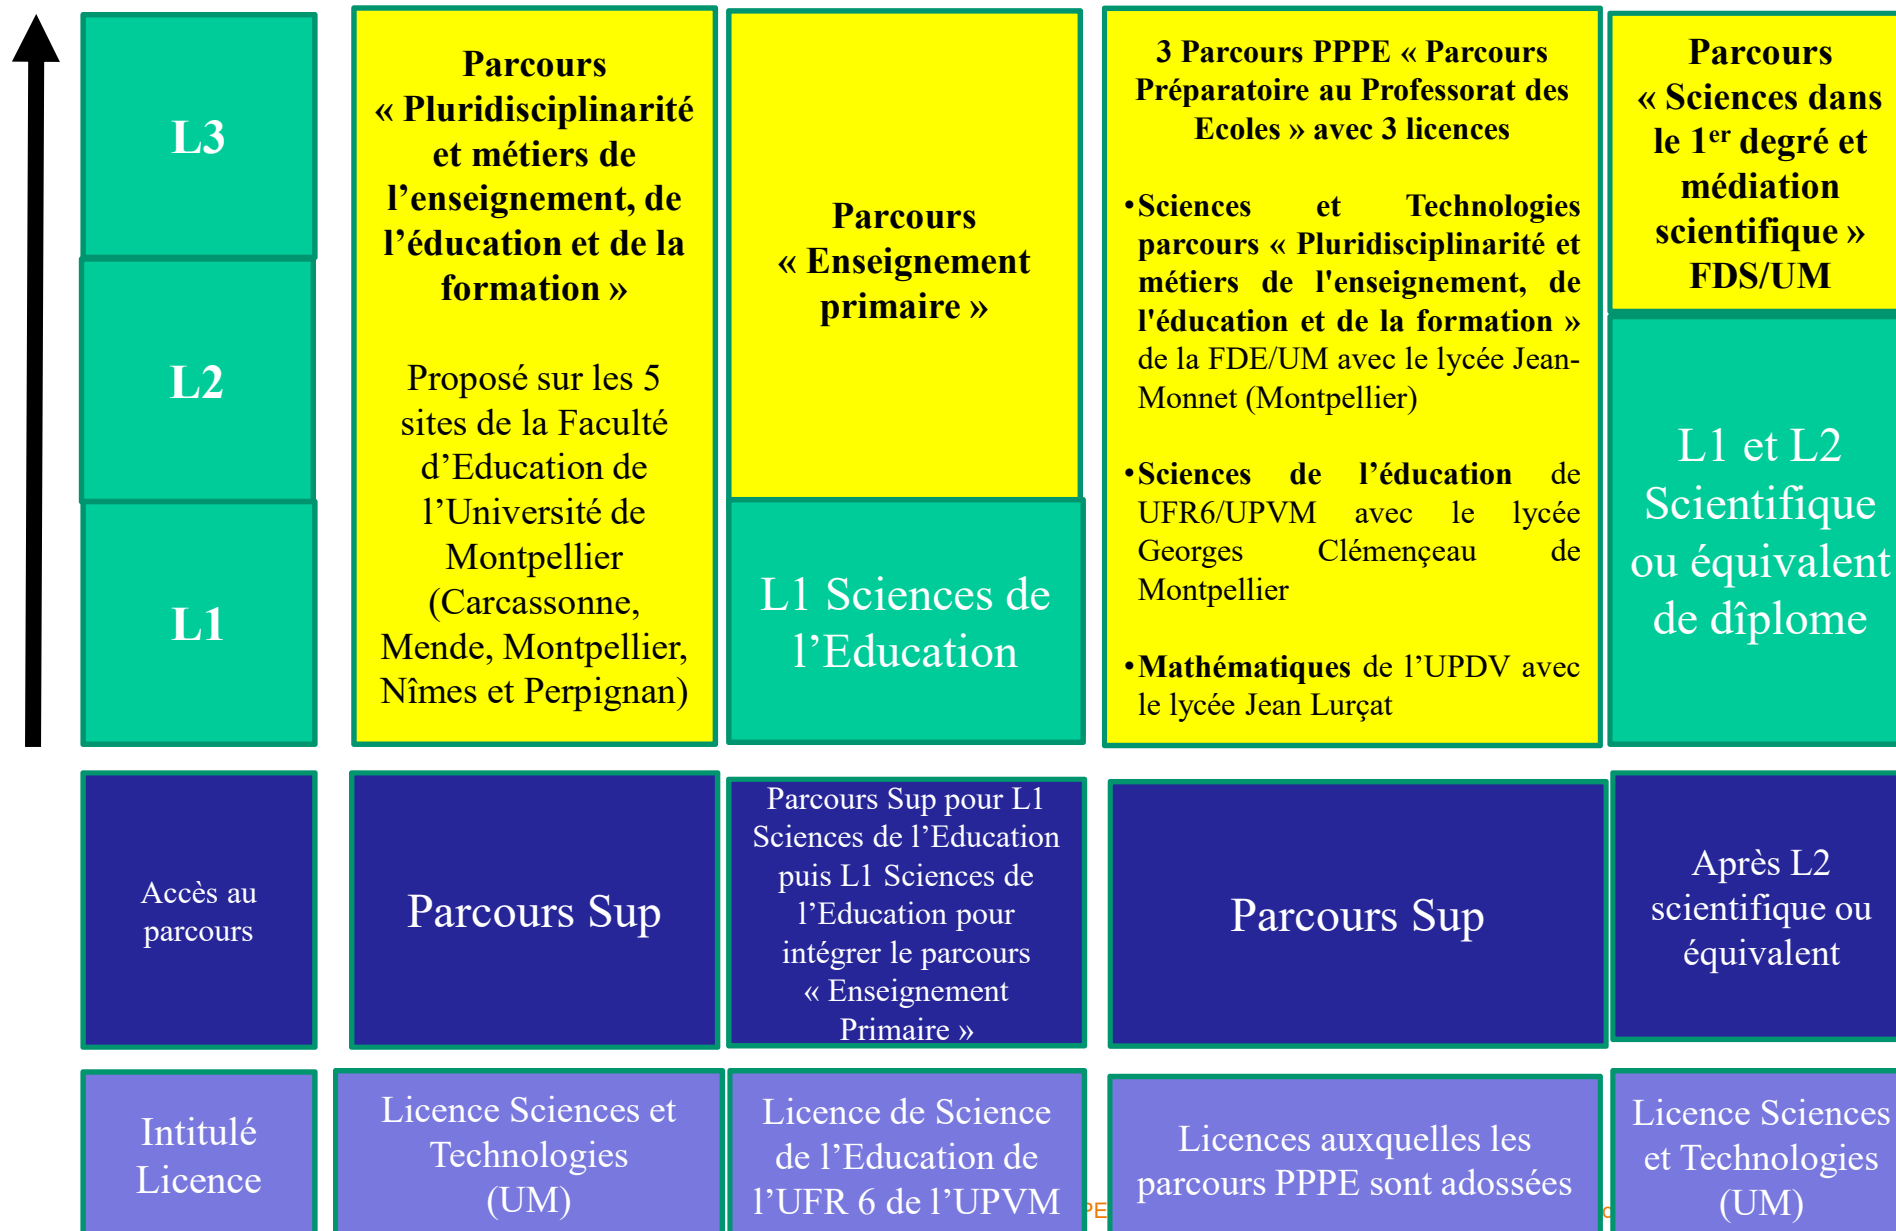 L3
L2
L1
Parcours
« Pluridisciplinarité
et métiers de
l’enseignement, de
l’éducation et de la
formation »
Proposé sur les 5
sites de la Faculté
d’Education de
l’Université de
Montpellier
(Carcassonne,
Mende, Montpellier,
Nîmes et Perpignan)
Parcours
« Enseignement
primaire »
L1 Sciences de
l’Education
3 Parcours PPPE « Parcours
Préparatoire au Professorat des
Ecoles » avec 3 licences
•Sciences et Technologies
parcours « Pluridisciplinarité et
métiers de l'enseignement, de
l'éducation et de la formation »
de la FDE/UM avec le lycée Jean-
Monnet (Montpellier)
•Sciences de l’éducation de
UFR6/UPVM avec le lycée
Georges Clémençeau de
Montpellier
•Mathématiques de l’UPDV avec
le lycée Jean Lurçat
Parcours
« Sciences dans
le 1er degré et
médiation
scientifique »
FDS/UM
L1 et L2
Scientifique
ou équivalent
de dîplome
Accès au
parcours
Parcours Sup
Parcours Sup pour L1
Sciences de l’Education
puis L1 Sciences de
l’Education pour
intégrer le parcours
« Enseignement
Primaire »
Parcours Sup
Après L2
scientifique ou
équivalent
Intitulé
Licence
Licence Sciences et
Technologies
(UM)
Licence de Science
de l’Education de
l’UFR 6 de l’UPVM
Licences auxquelles les
parcours PPPE sont adossées
Licence Sciences
et Technologies
(UM)